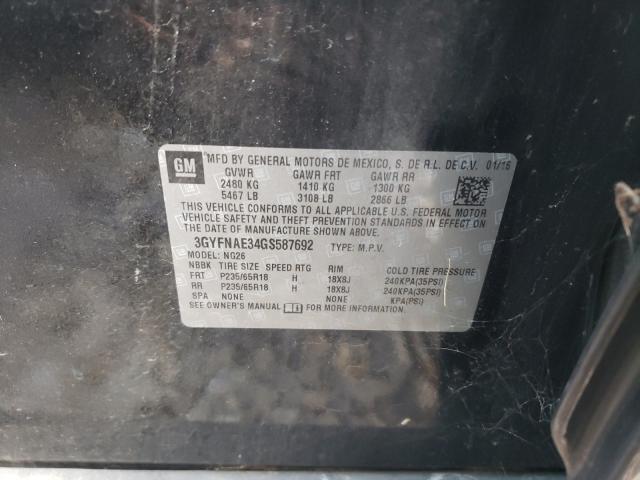 GM
MFD BY GENERAL MOTORS DE MEXICO, S. DE R.L. DE C.V. 01/16
GVWR GAWR FRT GAWR RR
2480 KG 1410 KG 1300 KG
5467 LB 3108 LB 2866 LB
THIS VEHICLE CONFORMS TO ALL APPLICABLE U.S. FEDERAL MOTOR
VEHICLE SAFETY AND THEFT PREVENTION STANDARDS IN EFFECT ON
THE DATE OF MANUFACTURE SHOWN ABOVE.
3GYFNAE34GS587692 TYPE: M.P.V.
MODEL: NG26
NBBK TIRE SIZE SPEED RTG RIM COLD TIRE PRESSURE
FRT P235/65R18 H 18X8J 240KPA(35PSI)
RR P235/65R18 H 18X8J 240KPA(35PSI)
SPA NONE NONE KPA(PSI)
SEE OWNER'S MANUAL FOR MORE INFORMATION.